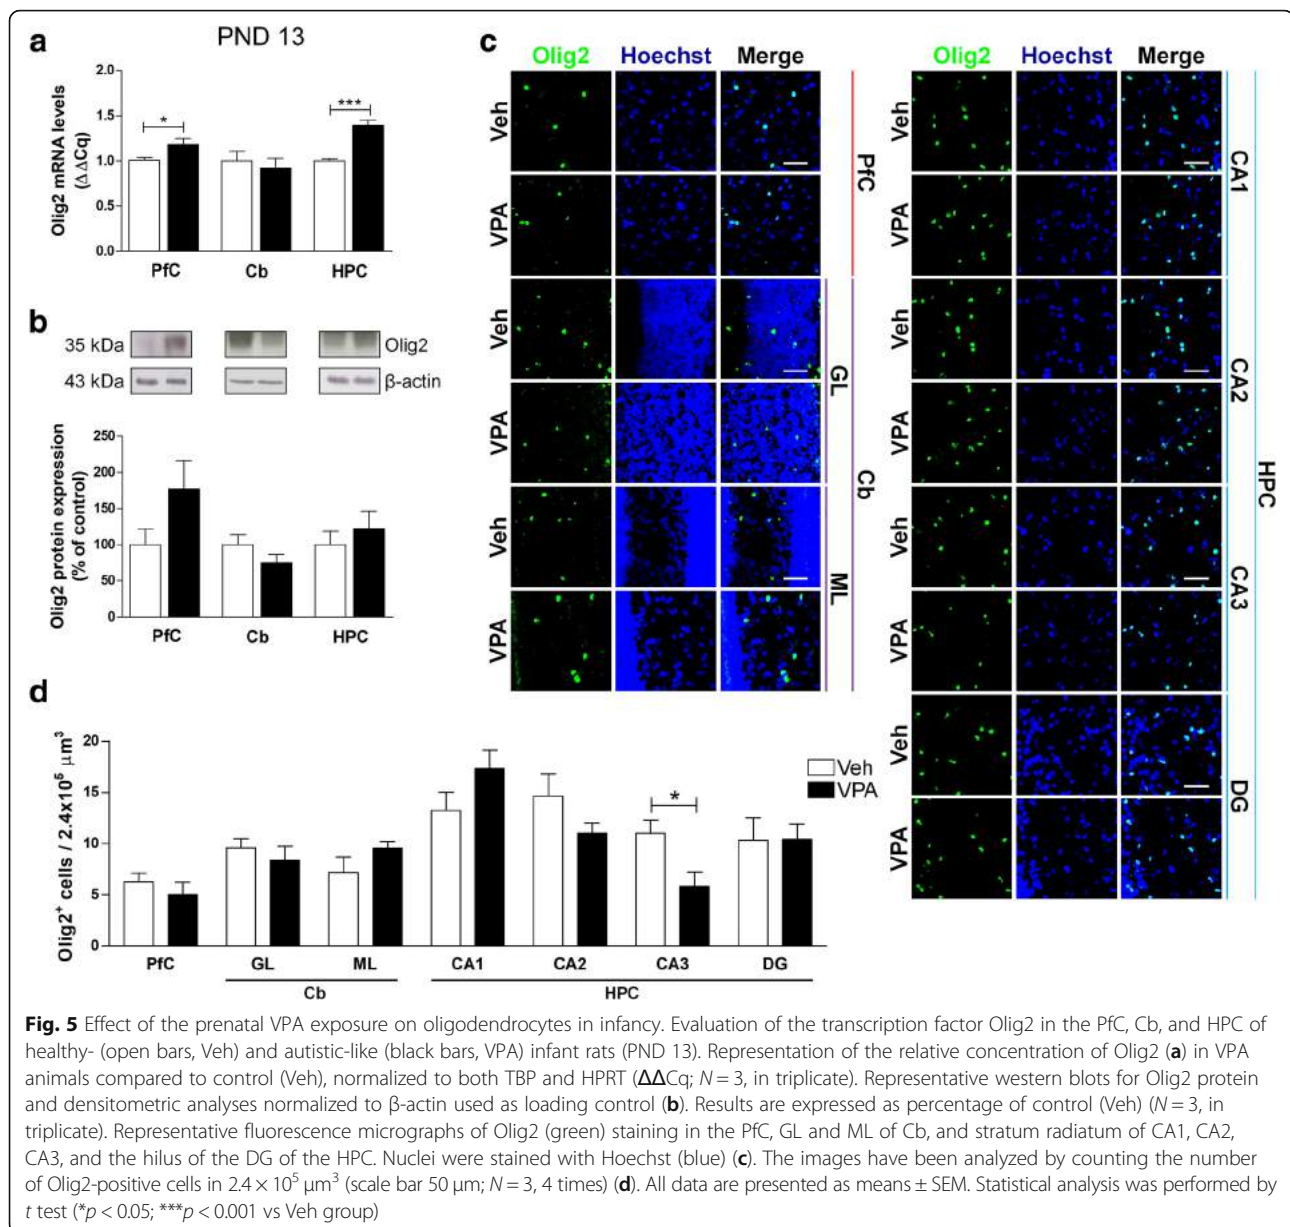 a
PND 13
Olig2 mRNA levels
(Δ ΔCq)
2.0
1.5
1.0
0.5
0.0
*
***
PfC Cb HPC
b
35 kDa Olig2
43 kDa β-actin
Olig2 protein expression
(% of control)
250
200
150
100
50
0
PfC Cb HPC
c
Olig2 Hoechst Merge
Veh
VPA
PfC
Veh
VPA
GL
Veh
VPA
ML
Cb
Olig2 Hoechst Merge
Veh
VPA
CA1
Veh
VPA
CA2
Veh
VPA
CA3
Veh
VPA
DG
HPC
d
Olig2⁺ cells / 2.4x10⁵ µm³
20
15
10
5
0
*
Veh
VPA
PfC GL ML CA1 CA2 CA3 DG
Cb HPC
Fig. 5 Effect of the prenatal VPA exposure on oligodendrocytes in infancy. Evaluation of the transcription factor Olig2 in the PfC, Cb, and HPC of
healthy- (open bars, Veh) and autistic-like (black bars, VPA) infant rats (PND 13). Representation of the relative concentration of Olig2 (a) in VPA
animals compared to control (Veh), normalized to both TBP and HPRT (ΔΔCq; N = 3, in triplicate). Representative western blots for Olig2 protein
and densitometric analyses normalized to β-actin used as loading control (b). Results are expressed as percentage of control (Veh) (N = 3, in
triplicate). Representative fluorescence micrographs of Olig2 (green) staining in the PfC, GL and ML of Cb, and stratum radiatum of CA1, CA2,
CA3, and the hilus of the DG of the HPC. Nuclei were stained with Hoechst (blue) (c). The images have been analyzed by counting the number
of Olig2-positive cells in 2.4 × 10⁵ μm³ (scale bar 50 μm; N = 3, 4 times) (d). All data are presented as means ± SEM. Statistical analysis was performed by
t test (*p < 0.05; ***p < 0.001 vs Veh group)